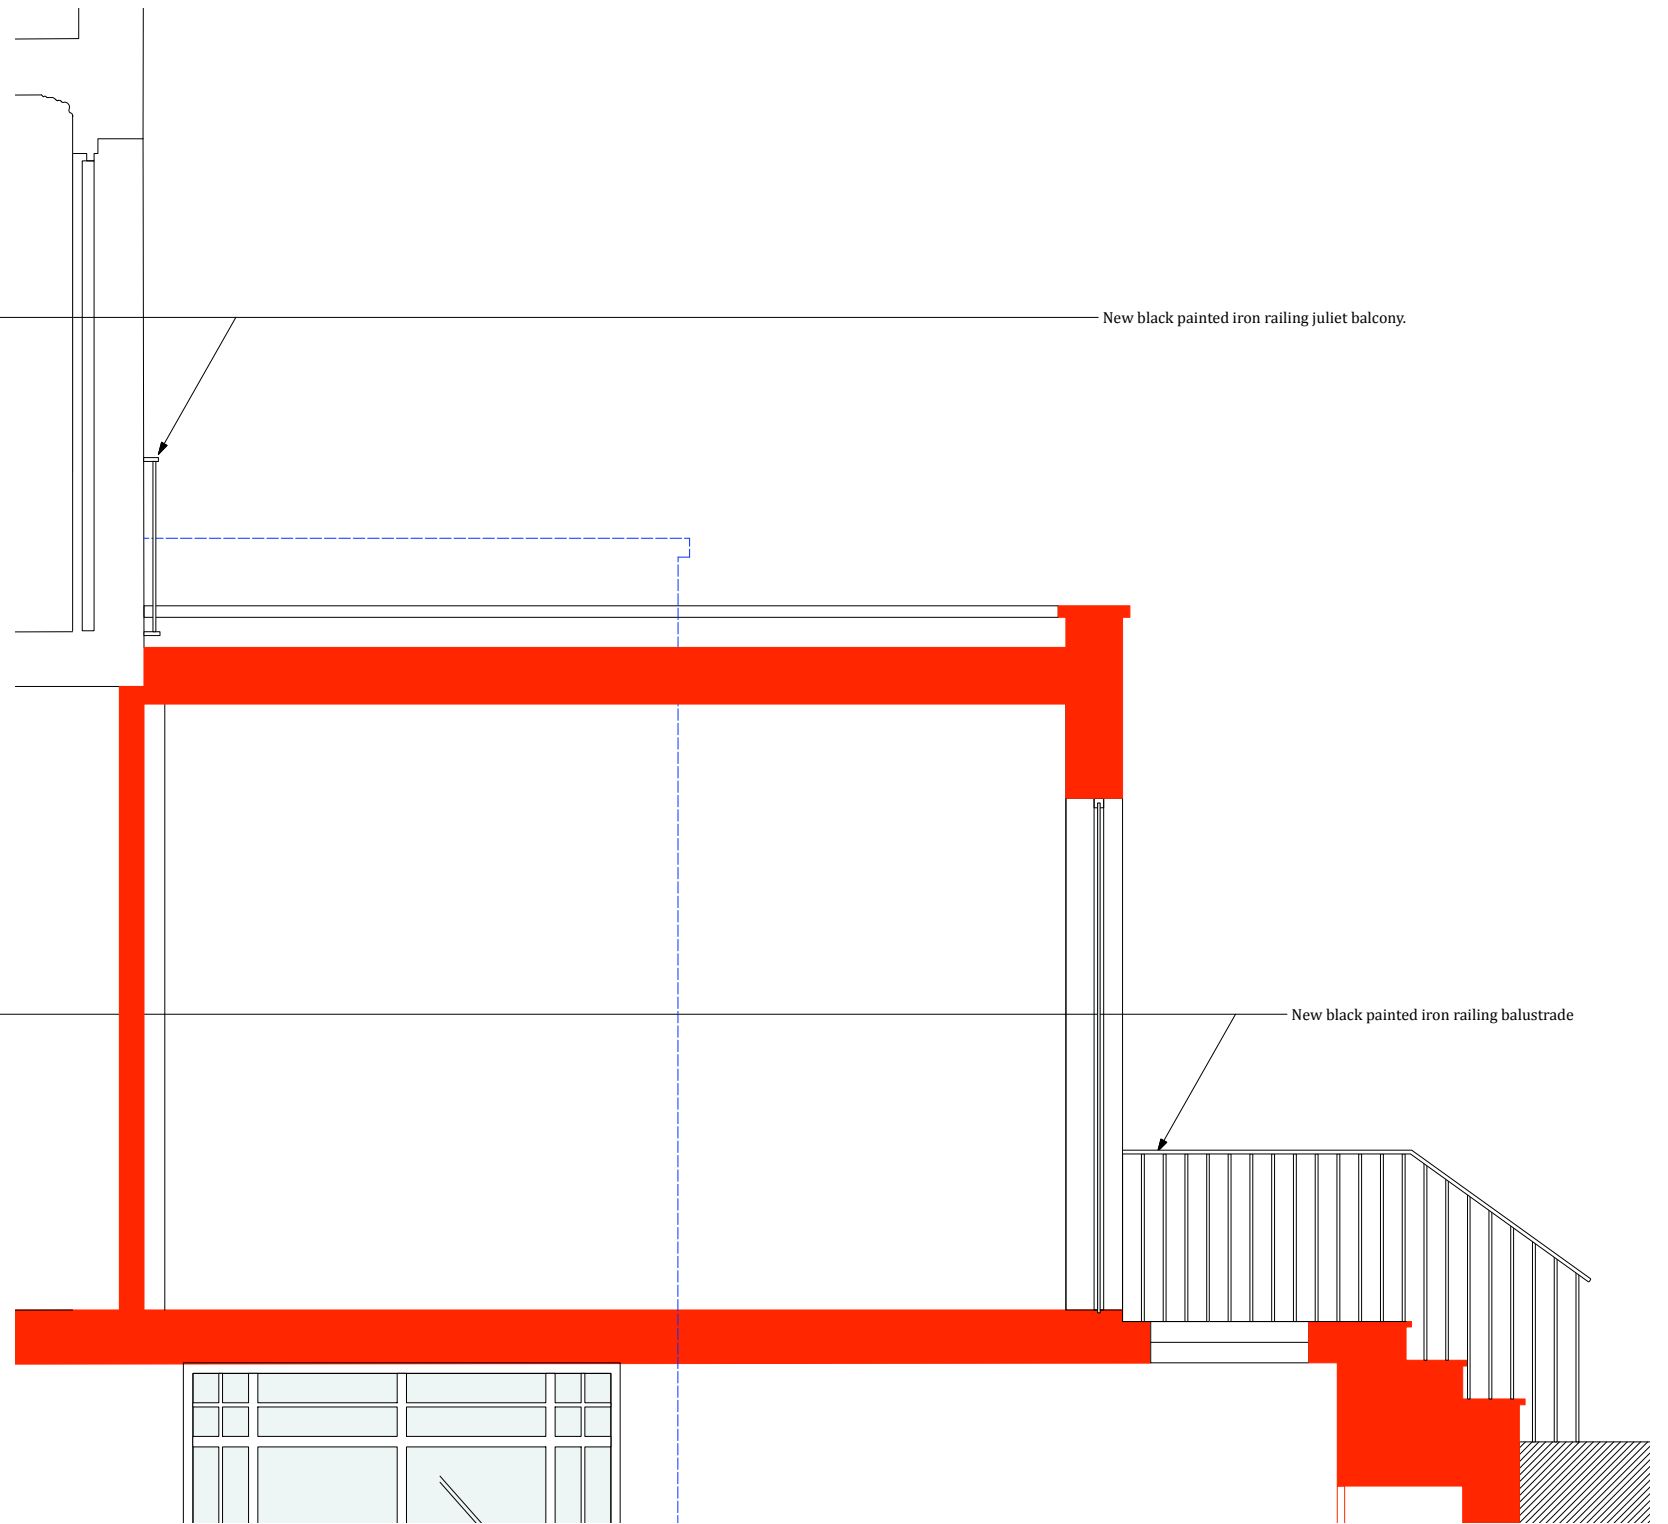 New black painted iron railing juliet balcony.
New black painted iron railing balustrade